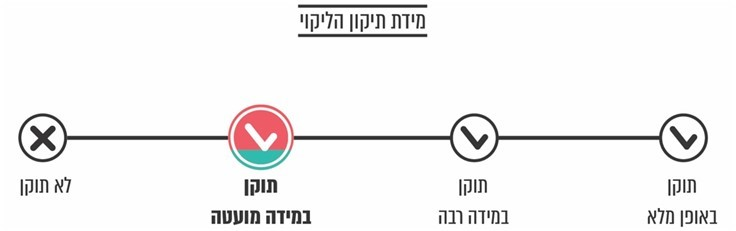 מידת תיקון הליקוי
תוקן
באופן מלא
תוקן
במידה רבה
תוקן
במידה מועטה
לא תוקן